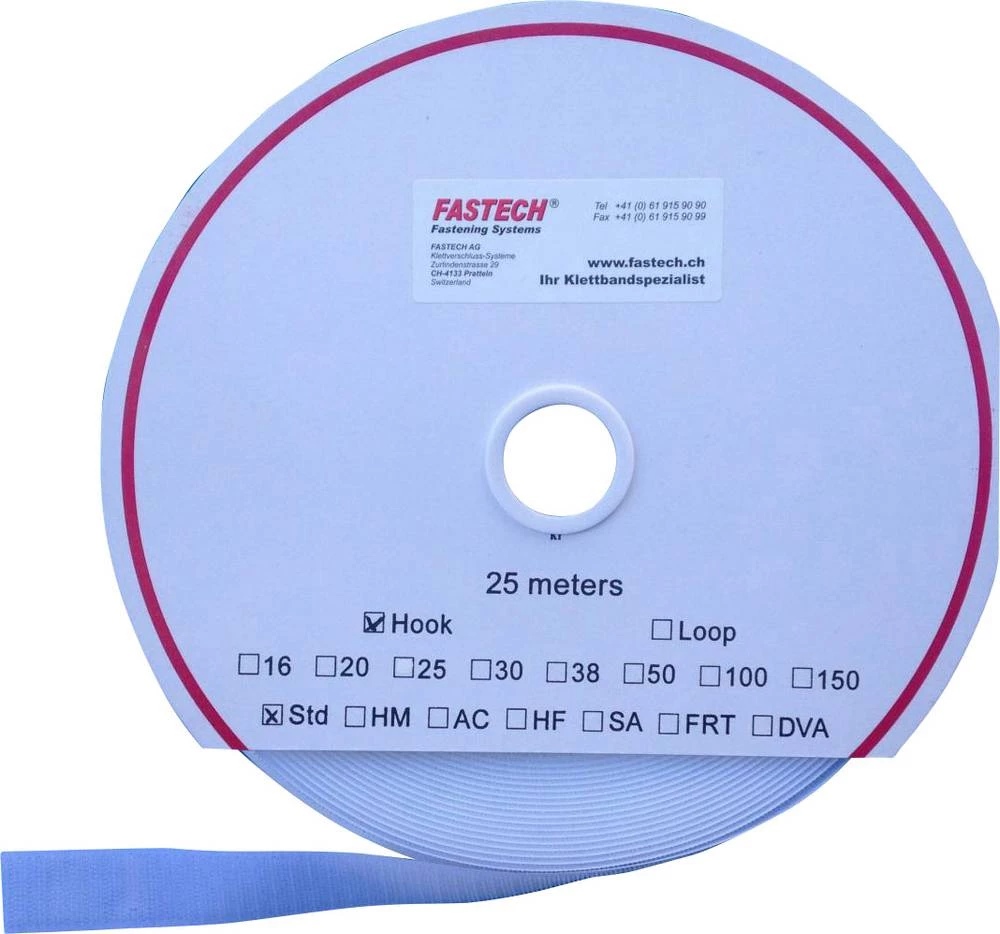 FASTECH®
Fastening Systems
FASTECH AG
Klettverschluss-Systeme
Zurlindenstrasse 29
CH-4133 Pratteln
Switzerland
Tel +41 (0) 61 915 90 90
Fax +41 (0) 61 915 90 99
www.fastech.ch
Ihr Klettbandspezialist
25 meters
☑Hook ☐Loop
☐16 ☐20 ☐25 ☐30 ☐38 ☐50 ☐100 ☐150
☒Std ☐HM ☐AC ☐HF ☐SA ☐FRT ☐DVA